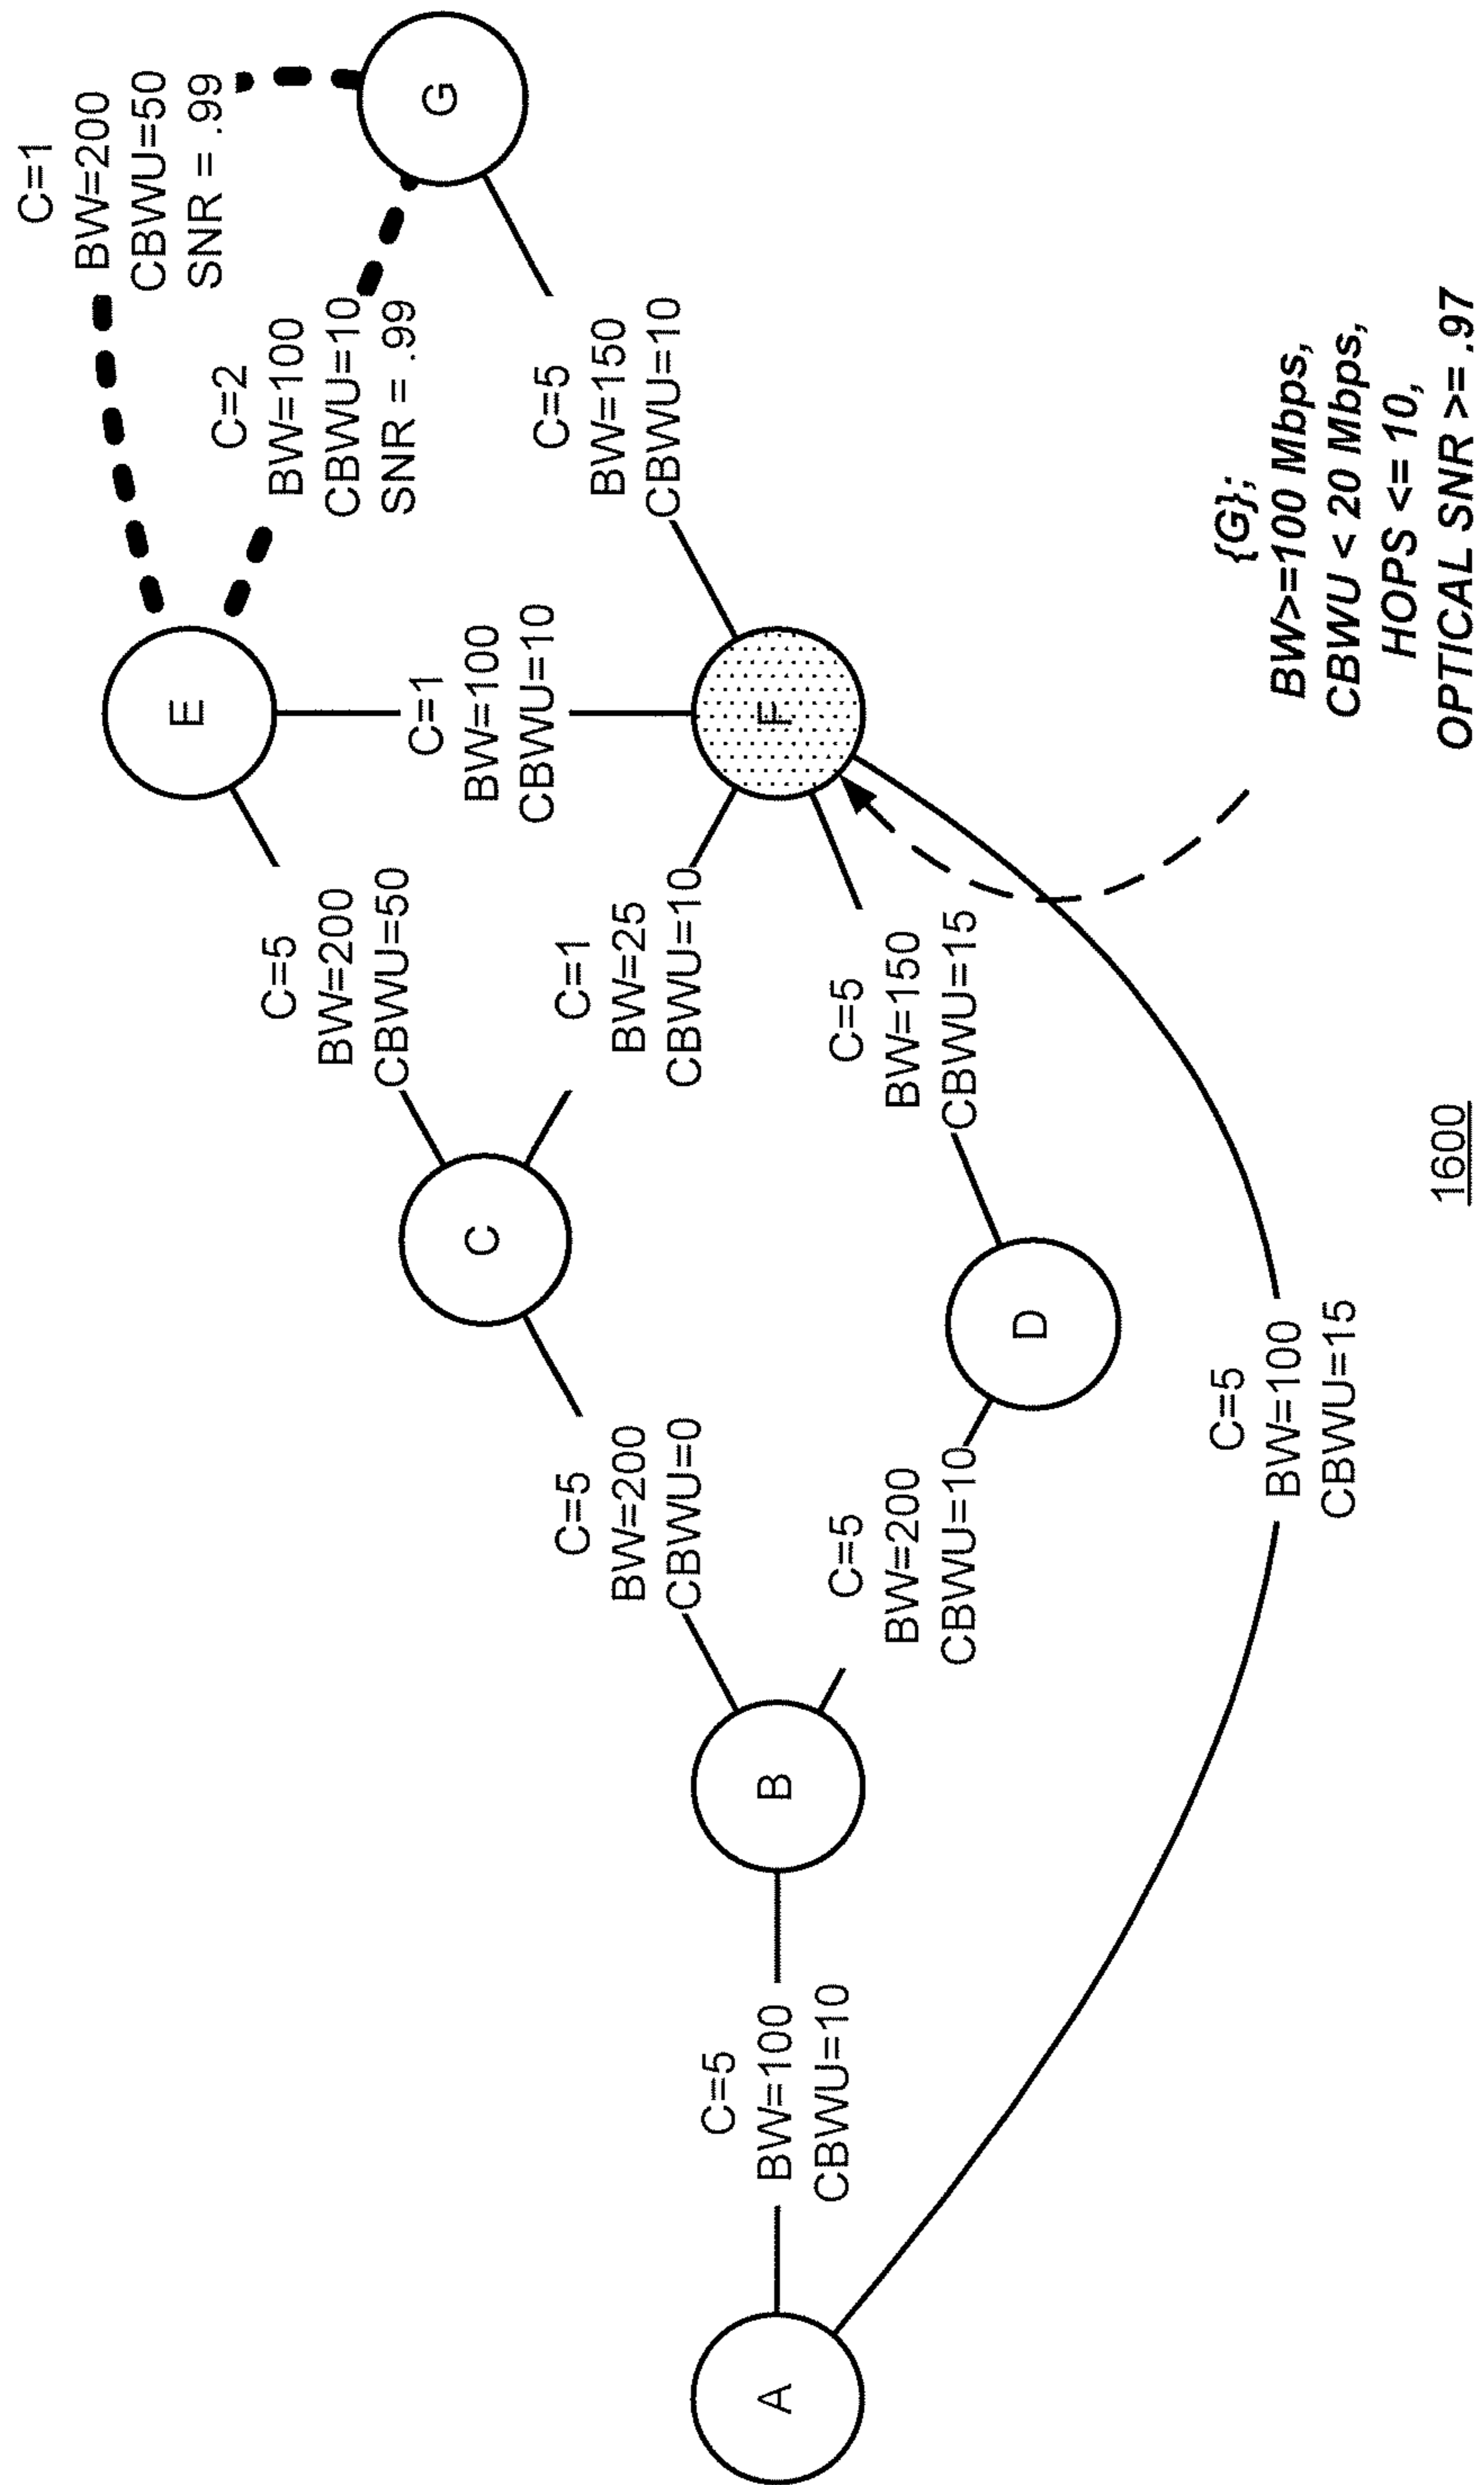 C=1
BW=200
CBWU=50
SNR = .99
C=2
BW=100
CBWU=10
SNR = .99
E
G
C=5
BW=200
CBWU=50
C=1
BW=100
CBWU=10
C=5
BW=150
CBWU=10
C
C=5
BW=200
CBWU=0
C=1
BW=25
CBWU=10
A
C=5
BW=100
CBWU=10
B
F
C=5
BW=200
CBWU=10
D
C=5
BW=150
CBWU=15
C=5
BW=100
CBWU=15
{G};
BW>=100 Mbps,
CBWU < 20 Mbps,
HOPS <= 10,
OPTICAL SNR >= .97
1600